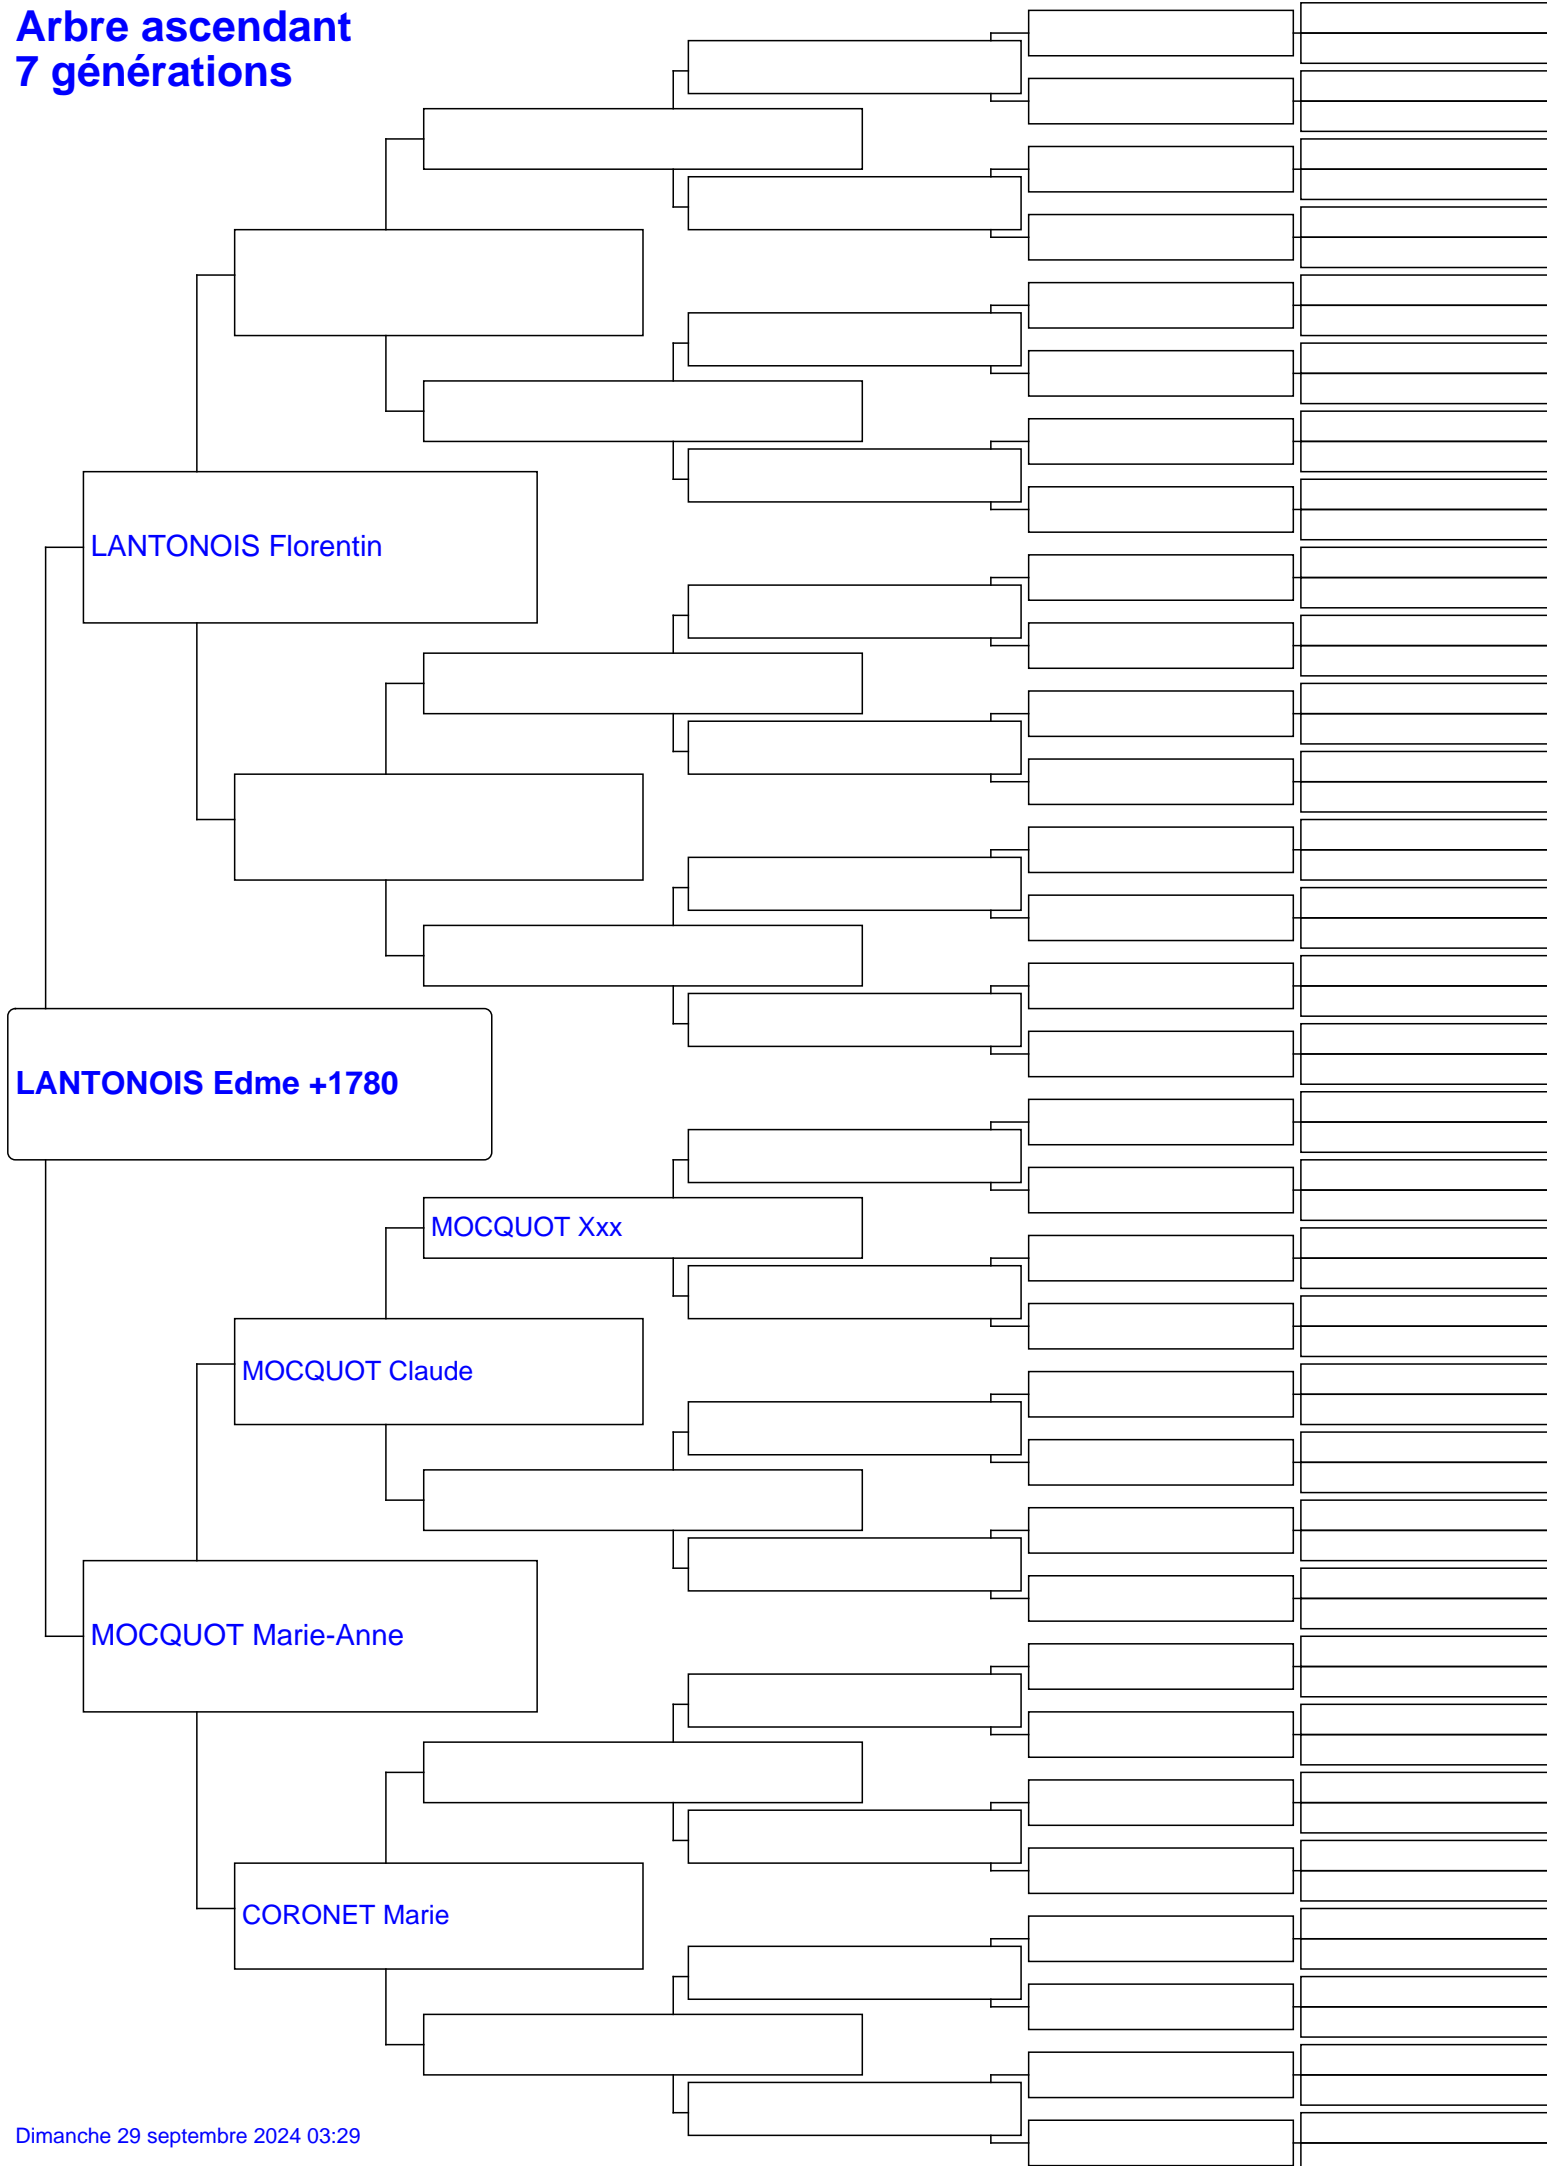 Arbre ascendant
7 générations
LANTONOIS Florentin
LANTONOIS Edme +1780
MOCQUOT Xxx
MOCQUOT Claude
MOCQUOT Marie-Anne
CORONET Marie
Dimanche 29 septembre 2024 03:29